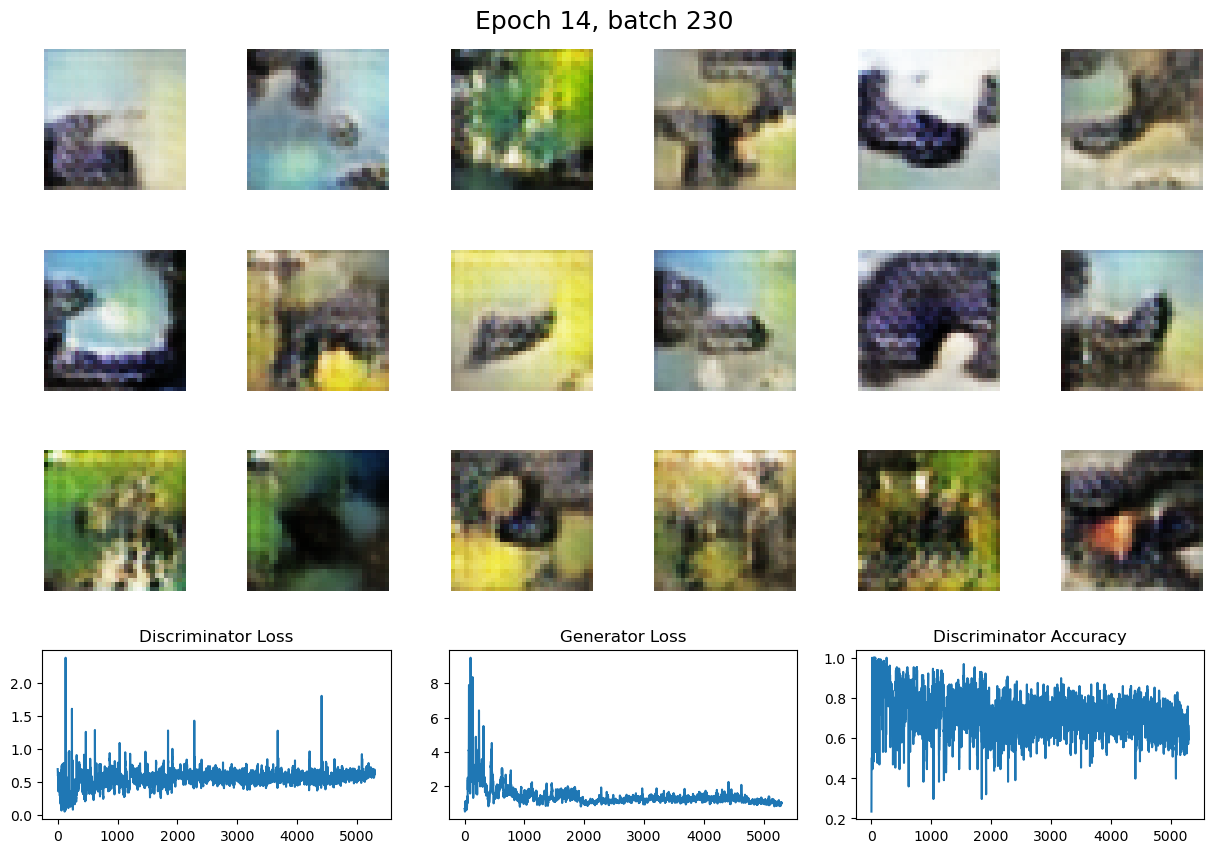 Epoch 14, batch 230
Discriminator Loss
Generator Loss
Discriminator Accuracy
2.0
1.5
1.0
0.5
0.0
0 1000 2000 3000 4000 5000
8
6
4
2
0 1000 2000 3000 4000 5000
1.0
0.8
0.6
0.4
0.2
0 1000 2000 3000 4000 5000